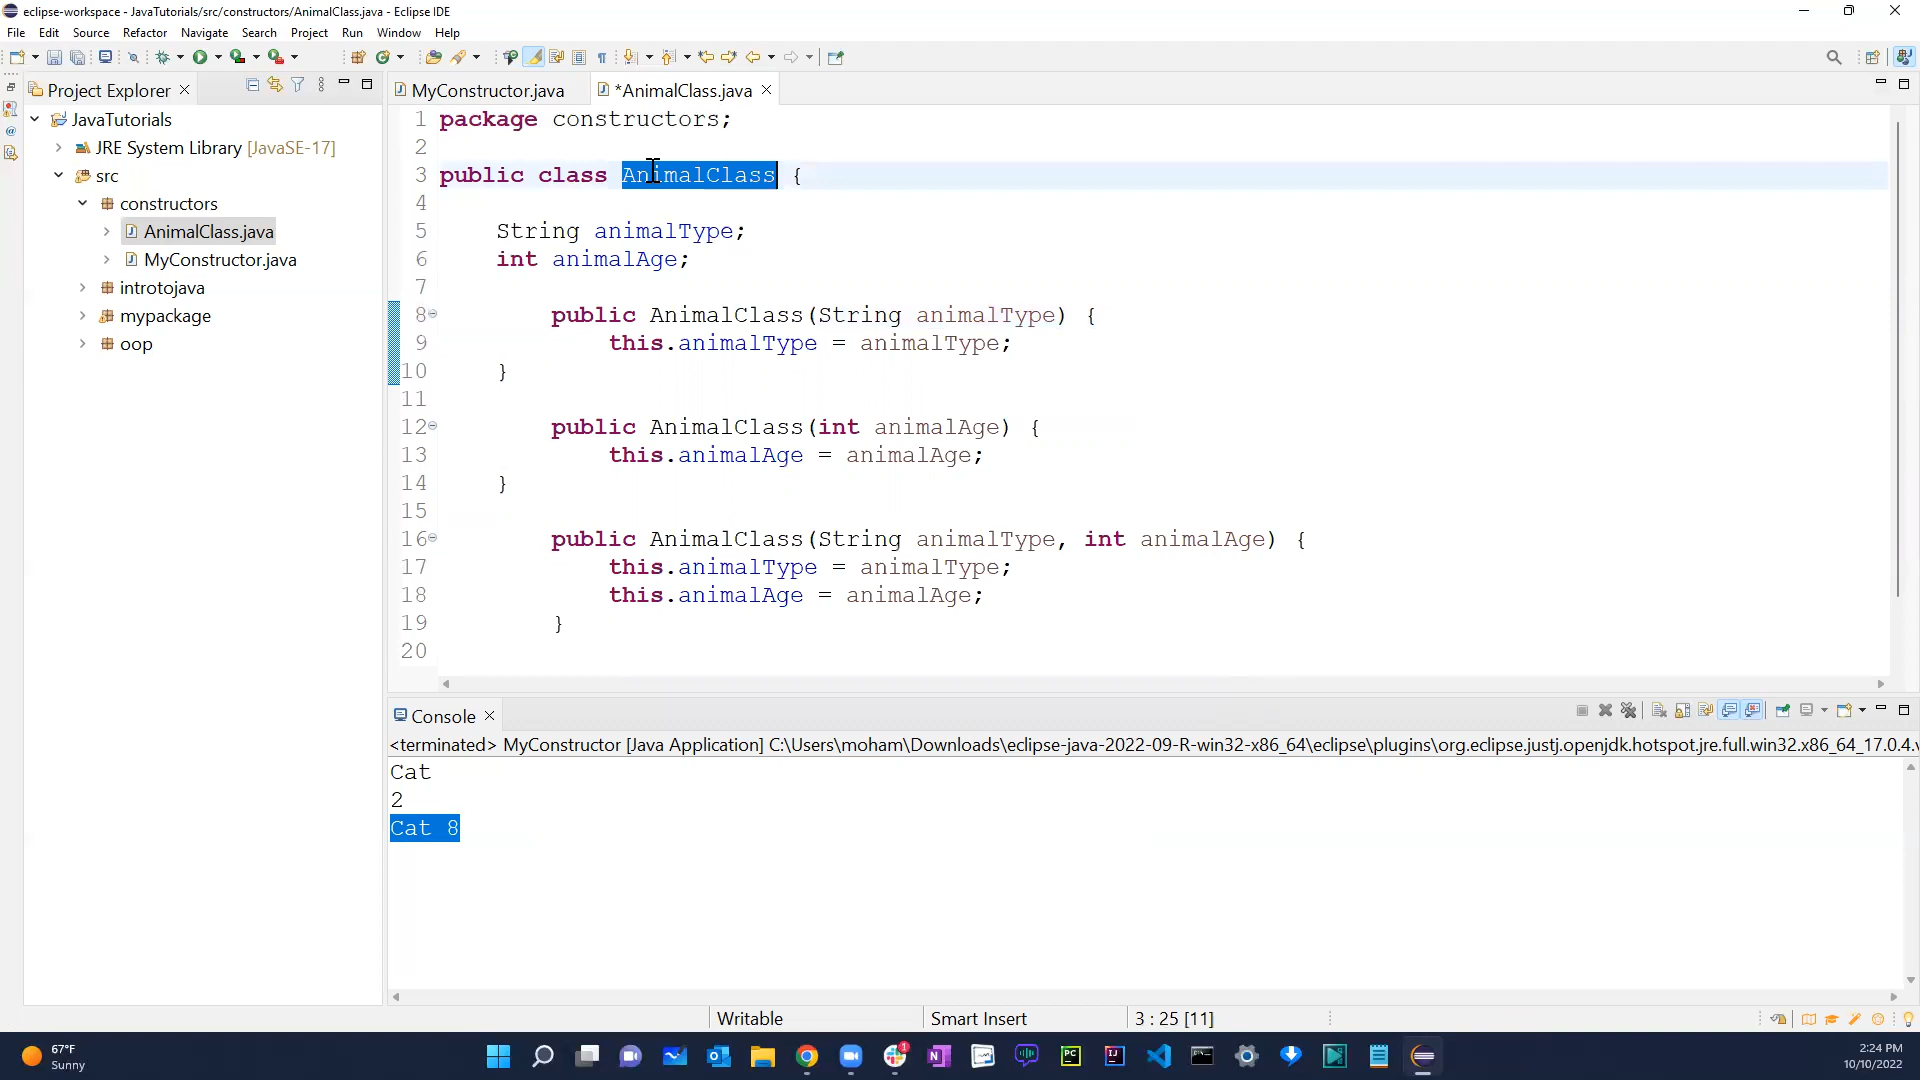 eclipse-workspace - JavaTutorials/src/constructors/AnimalClass.java - Eclipse IDE
File Edit Source Refactor Navigate Search Project Run Window Help
Project Explorer
MyConstructor.java
*AnimalClass.java
JavaTutorials
JRE System Library [JavaSE-17]
src
constructors
AnimalClass.java
MyConstructor.java
introtojava
mypackage
oop
1 package constructors;
2
3 public class AnimalClass {
4
5 String animalType;
6 int animalAge;
7
8 public AnimalClass(String animalType) {
9 this.animalType = animalType;
10 }
11
12 public AnimalClass(int animalAge) {
13 this.animalAge = animalAge;
14 }
15
16 public AnimalClass(String animalType, int animalAge) {
17 this.animalType = animalType;
18 this.animalAge = animalAge;
19 }
20
Console
<terminated> MyConstructor [Java Application] C:\Users\moham\Downloads\eclipse-java-2022-09-R-win32-x86_64\eclipse\plugins\org.eclipse.justj.openjdk.hotspot.jre.full.win32.x86_64_17.0.4.v
Cat
2
Cat 8
Writable Smart Insert 3 : 25 [11]
67°F
Sunny
1
PC
IJ
2:24 PM
10/10/2022